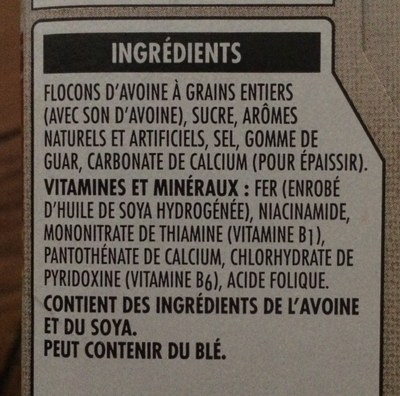 INGRÉDIENTS
FLOCONS D'AVOINE À GRAINS ENTIERS
(AVEC SON D'AVOINE), SUCRE, ARÔMES
NATURELS ET ARTIFICIELS, SEL, GOMME DE
GUAR, CARBONATE DE CALCIUM (POUR ÉPAISSIR).
VITAMINES ET MINÉRAUX : FER (ENROBÉ
D'HUILE DE SOYA HYDROGÉNÉE), NIACINAMIDE,
MONONITRATE DE THIAMINE (VITAMINE B1),
PANTOTHÉNATE DE CALCIUM, CHLORHYDRATE DE
PYRIDOXINE (VITAMINE B6), ACIDE FOLIQUE.
CONTIENT DES INGRÉDIENTS DE L'AVOINE
ET DU SOYA.
PEUT CONTENIR DU BLÉ.